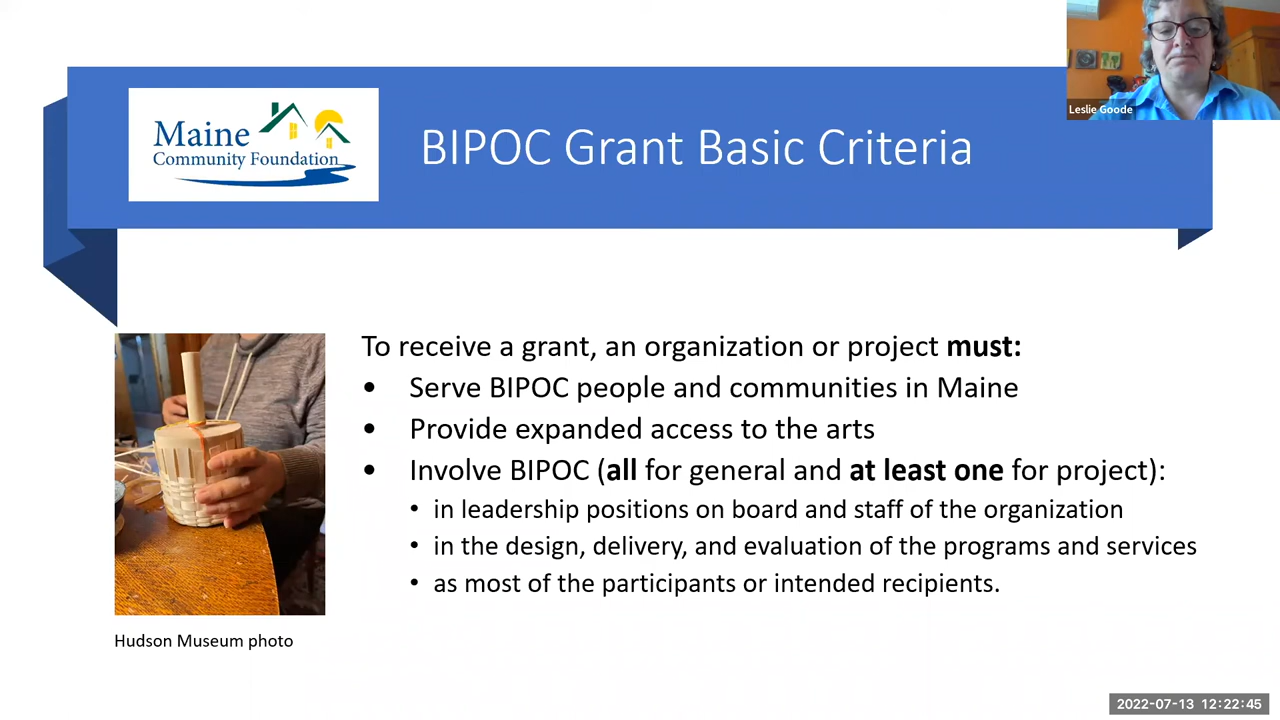 Leslie Goode
Maine
Community Foundation
BIPOC Grant Basic Criteria
To receive a grant, an organization or project must:
• Serve BIPOC people and communities in Maine
• Provide expanded access to the arts
• Involve BIPOC (all for general and at least one for project):
• in leadership positions on board and staff of the organization
• in the design, delivery, and evaluation of the programs and services
• as most of the participants or intended recipients.
Hudson Museum photo
2022-07-13 12:22:45